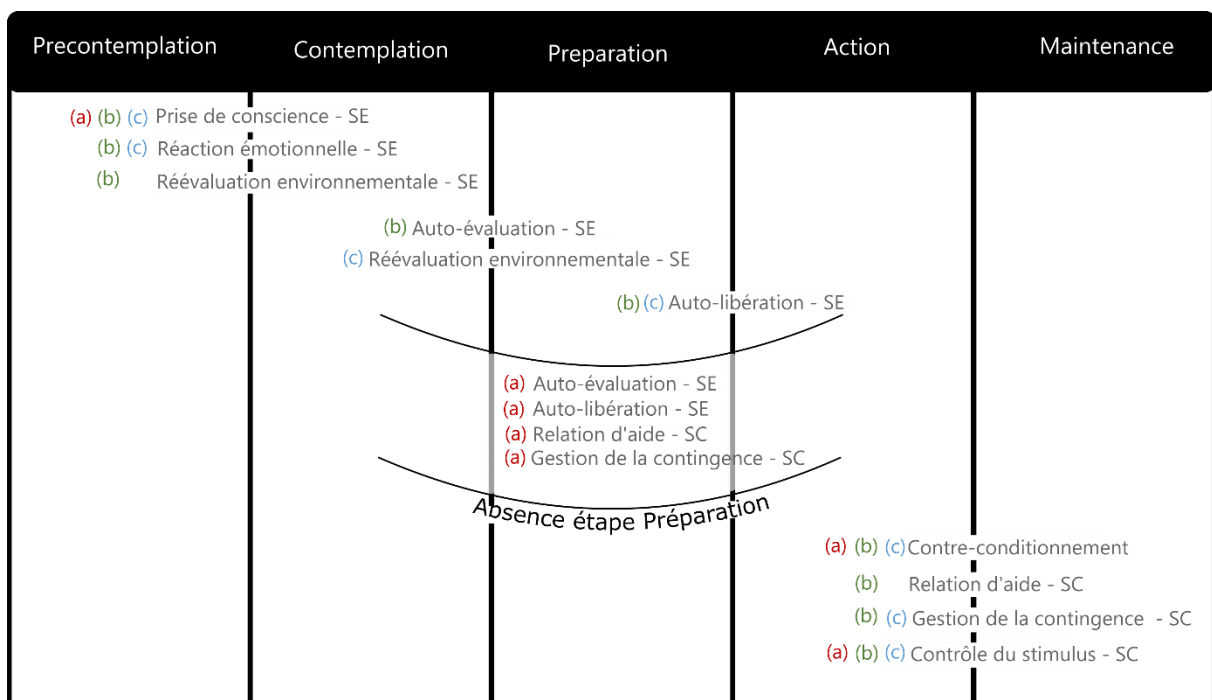 Precontemplation Contemplation Preparation Action Maintenance
(a) (b) (c) Prise de conscience - SE
(b) (c) Réaction émotionnelle - SE
(b) Réévaluation environnementale - SE
(b) Auto-évaluation - SE
(c) Réévaluation environnementale - SE
(b) (c) Auto-libération - SE
(a) Auto-évaluation - SE
(a) Auto-libération - SE
(a) Relation d'aide - SC
(a) Gestion de la contingence - SC
Absence étape Préparation
(a) (b) (c) Contre-conditionnement
(b) Relation d'aide - SC
(b) (c) Gestion de la contingence - SC
(a) (b) (c) Contrôle du stimulus - SC